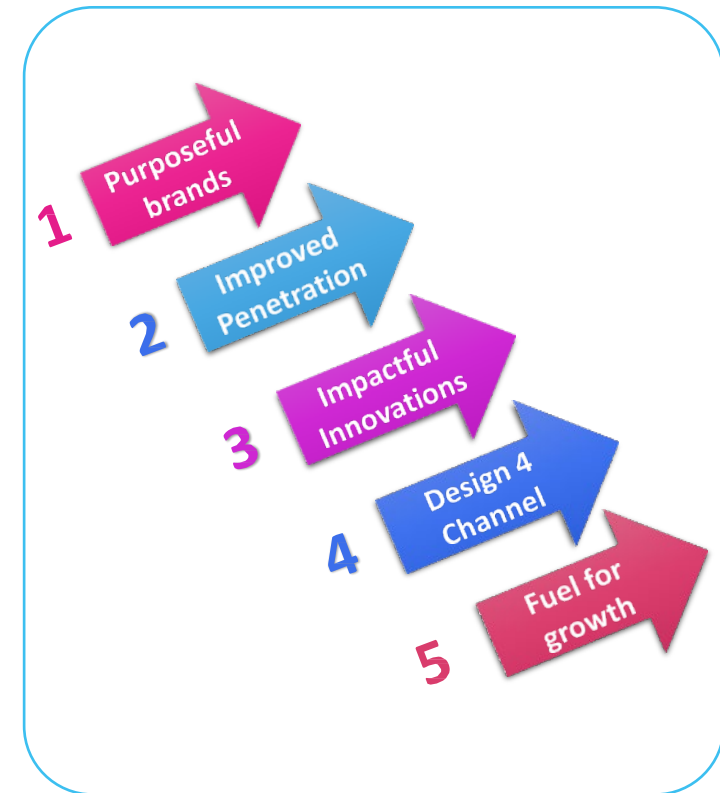 1
Purposeful
brands
2
Improved
Penetration
3
Impactful
Innovations
4
Design 4
Channel
5
Fuel for
growth